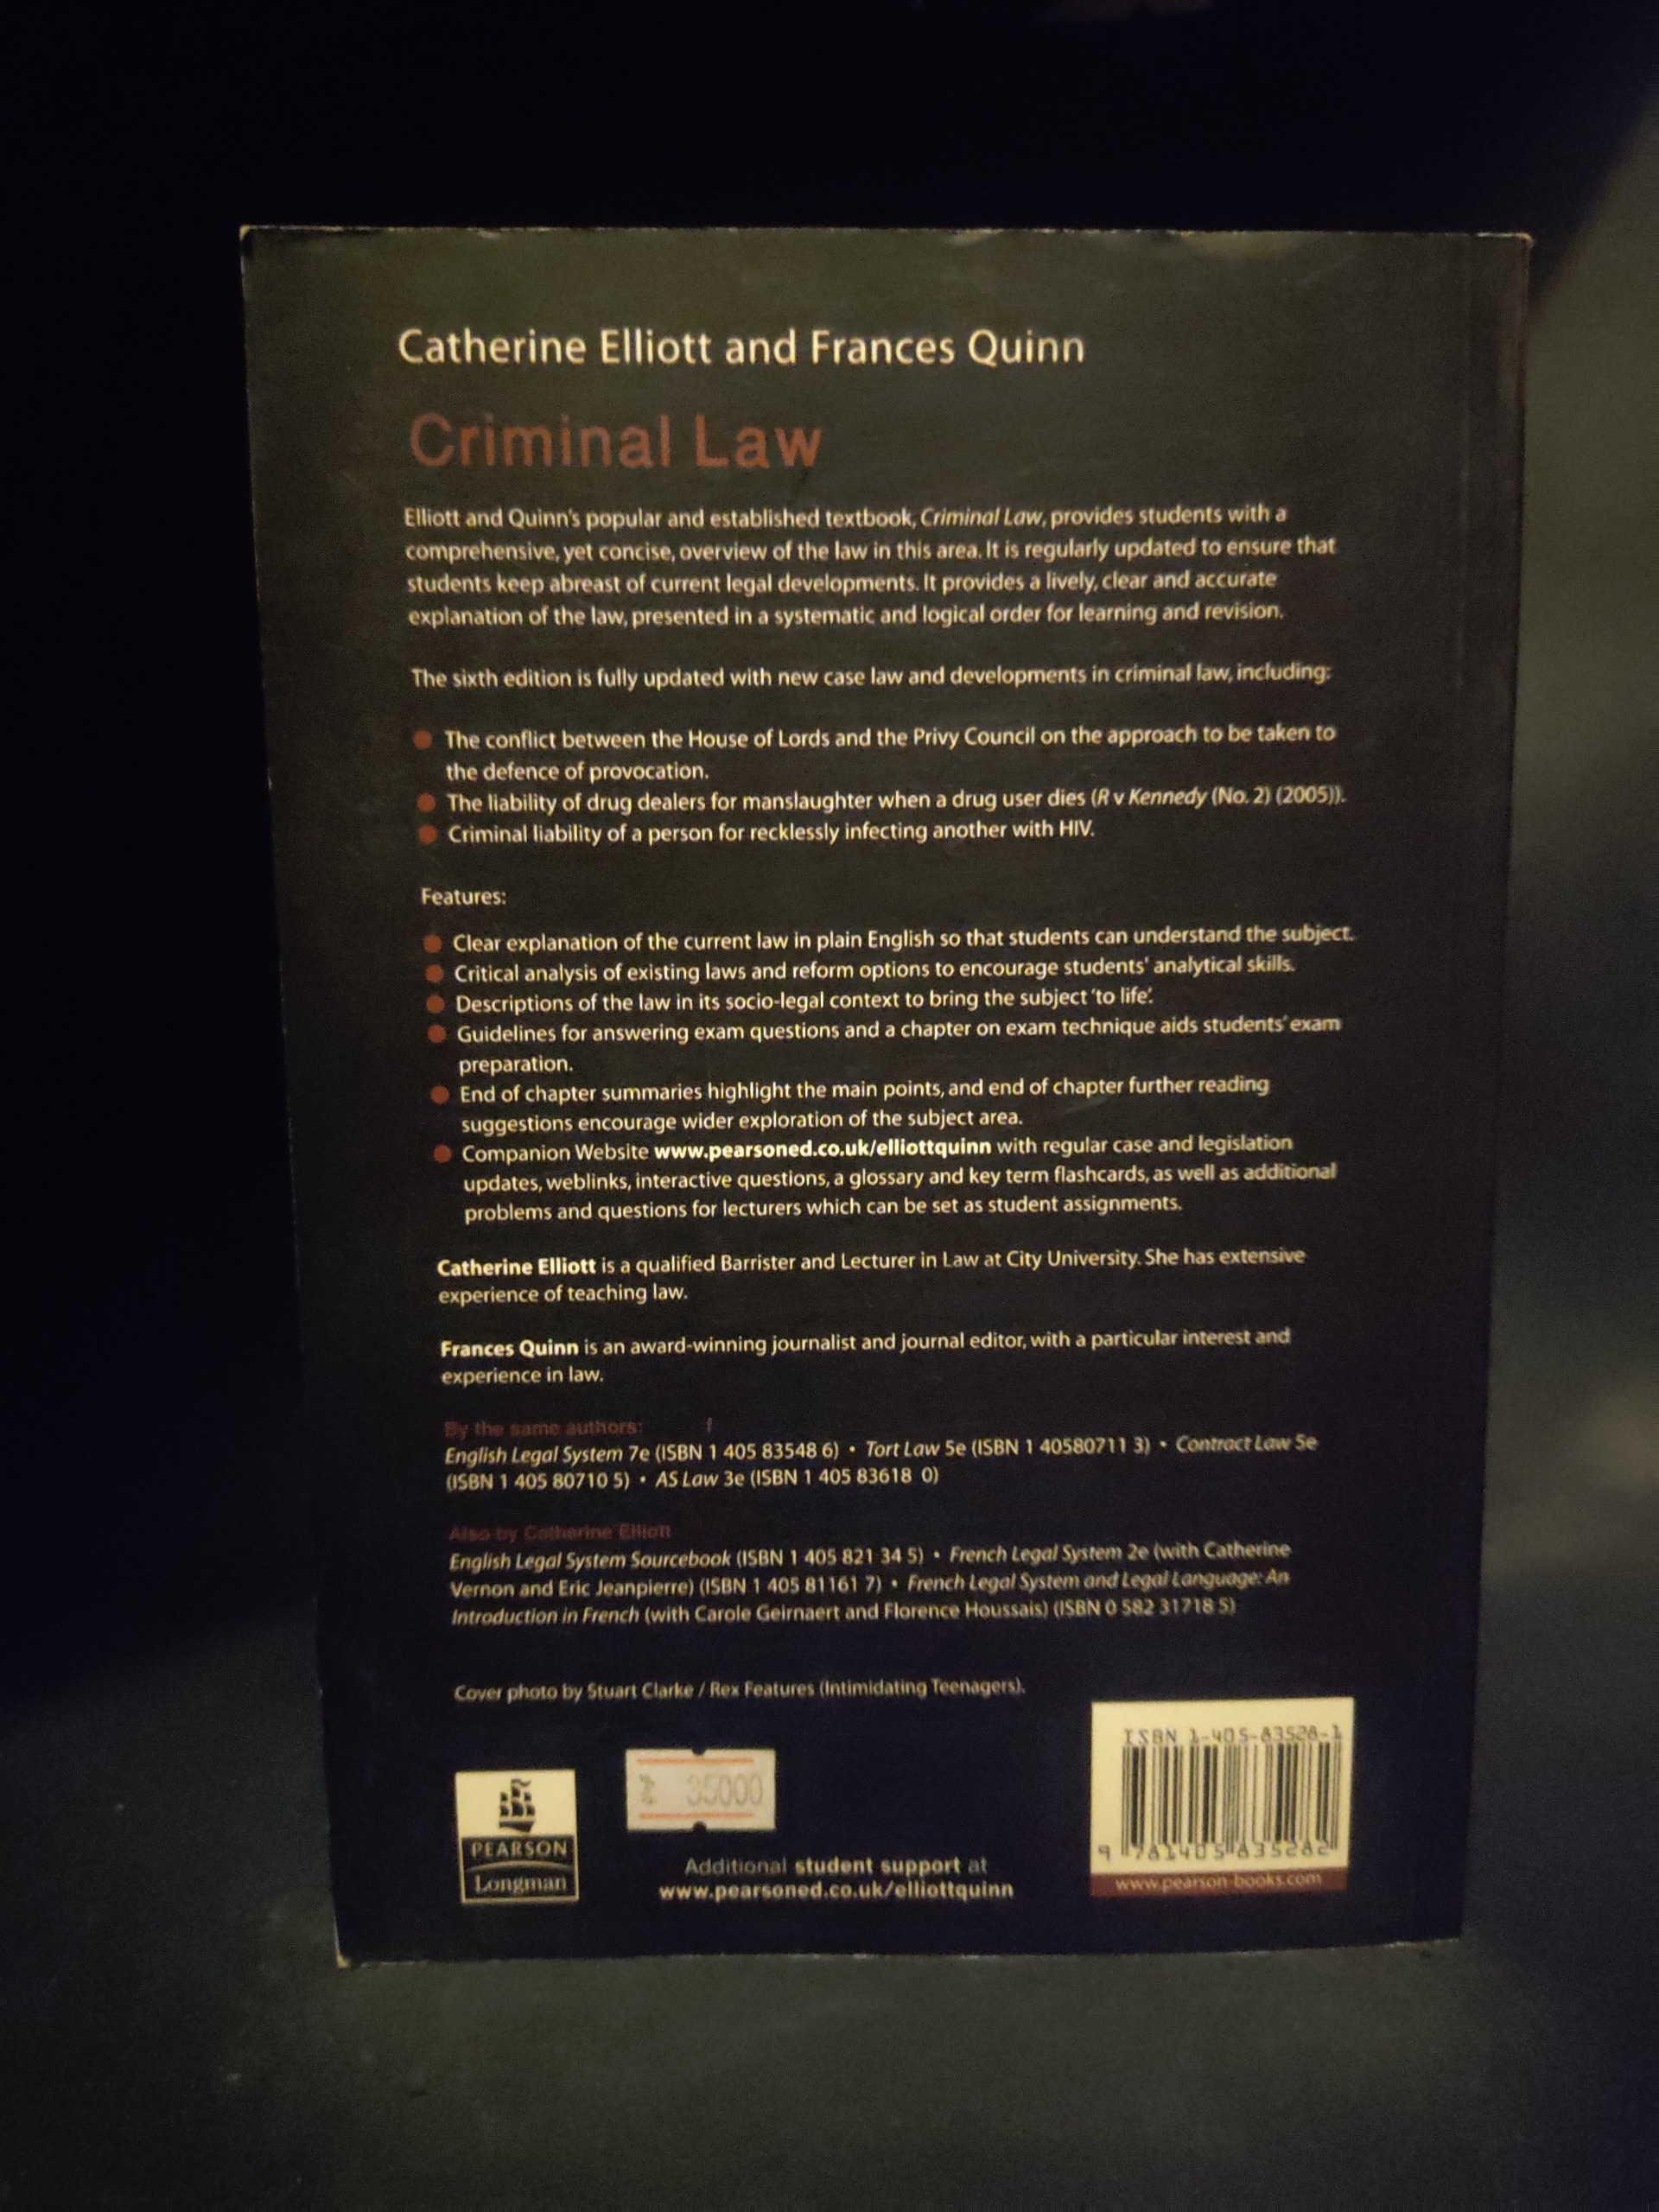 Catherine Elliott and Frances Quinn
Criminal Law
Elliott and Quinn's popular and established textbook, Criminal Law, provides students with a
comprehensive, yet concise, overview of the law in this area. It is regularly updated to ensure that
students keep abreast of current legal developments. It provides a lively, clear and accurate
explanation of the law, presented in a systematic and logical order for learning and revision.
The sixth edition is fully updated with new case law and developments in criminal law, including:
● The conflict between the House of Lords and the Privy Council on the approach to be taken to
the defence of provocation.
● The liability of drug dealers for manslaughter when a drug user dies (R v Kennedy (No. 2) (2005)).
● Criminal liability of a person for recklessly infecting another with HIV.
Features:
● Clear explanation of the current law in plain English so that students can understand the subject.
● Critical analysis of existing laws and reform options to encourage students' analytical skills.
● Descriptions of the law in its socio-legal context to bring the subject 'to life'.
● Guidelines for answering exam questions and a chapter on exam technique aids students' exam
preparation.
● End of chapter summaries highlight the main points, and end of chapter further reading
suggestions encourage wider exploration of the subject area.
● Companion Website www.pearsoned.co.uk/elliottquinn with regular case and legislation
updates, weblinks, interactive questions, a glossary and key term flashcards, as well as additional
problems and questions for lecturers which can be set as student assignments.
Catherine Elliott is a qualified Barrister and Lecturer in Law at City University. She has extensive
experience of teaching law.
Frances Quinn is an award-winning journalist and journal editor, with a particular interest and
experience in law.
By the same authors:
English Legal System 7e (ISBN 1 405 83548 6) • Tort Law 5e (ISBN 1 40580711 3) • Contract Law 5e
(ISBN 1 405 80710 5) • AS Law 3e (ISBN 1 405 83618 0)
Also by Catherine Elliott
English Legal System Sourcebook (ISBN 1 405 821 34 5) • French Legal System 2e (with Catherine
Vernon and Eric Jeanpierre) (ISBN 1 405 81161 7) • French Legal System and Legal Language: An
Introduction in French (with Carole Geirnaert and Florence Houssais) (ISBN 0 582 31718 5)
Cover photo by Stuart Clarke / Rex Features (Intimidating Teenagers).
ISBN 1-405-83528-1
9 781405 835282
www.pearson-books.com
35000
PEARSON
Longman
Additional student support at
www.pearsoned.co.uk/elliottquinn